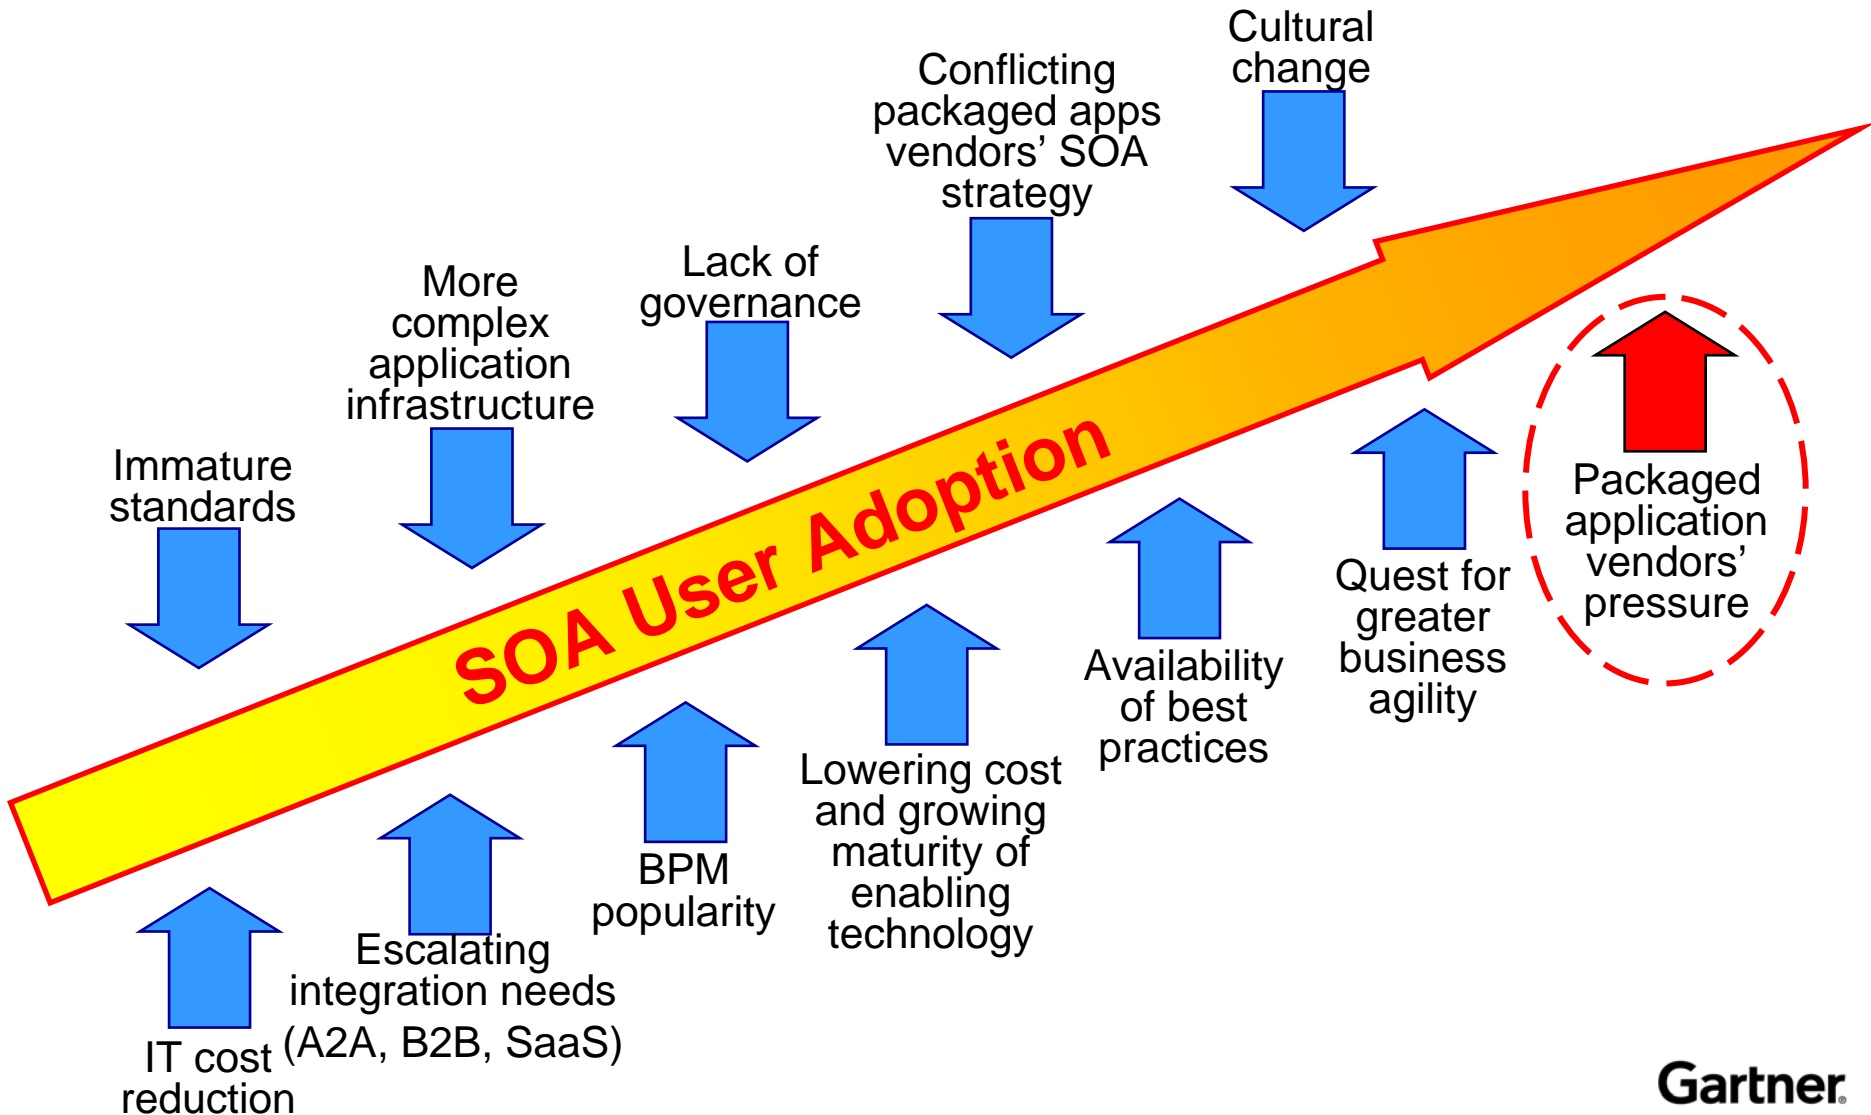 Cultural
change
Conflicting
packaged apps
vendors’ SOA
strategy
Lack of
governance
More
complex
application
infrastructure
Immature
standards
SOA User Adoption
IT cost
reduction
Escalating
integration needs
(A2A, B2B, SaaS)
BPM
popularity
Lowering cost
and growing
maturity of
enabling
technology
Availability
of best
practices
Quest for
greater
business
agility
Packaged
application
vendors’
pressure
Gartner®